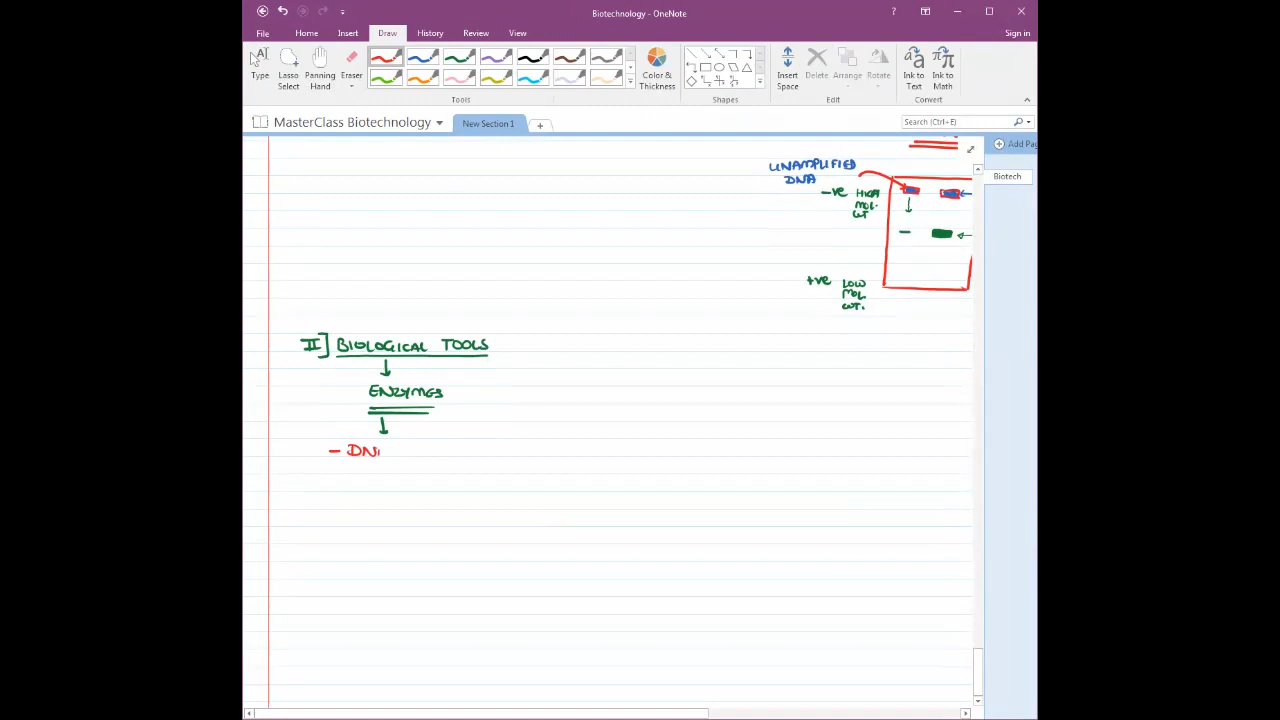 Biotechnology - OneNote
? 
File Home Insert Draw History Review View Sign in
Type
Lasso Select
Panning Hand
Eraser
Color & Thickness
Insert Space
Delete
Arrange
Rotate
Ink to Text
Ink to Math
Tools Shapes Edit Convert
MasterClass Biotechnology New Section 1 Search (Ctrl+E)
Add Pag
Biotech
UNAMPLIFIED
DNA
-ve HIGH
MOL.
WT
+ve LOW
MOL
WT.
II] BIOLOGICAL TOOLS
ENZYMES
- DN